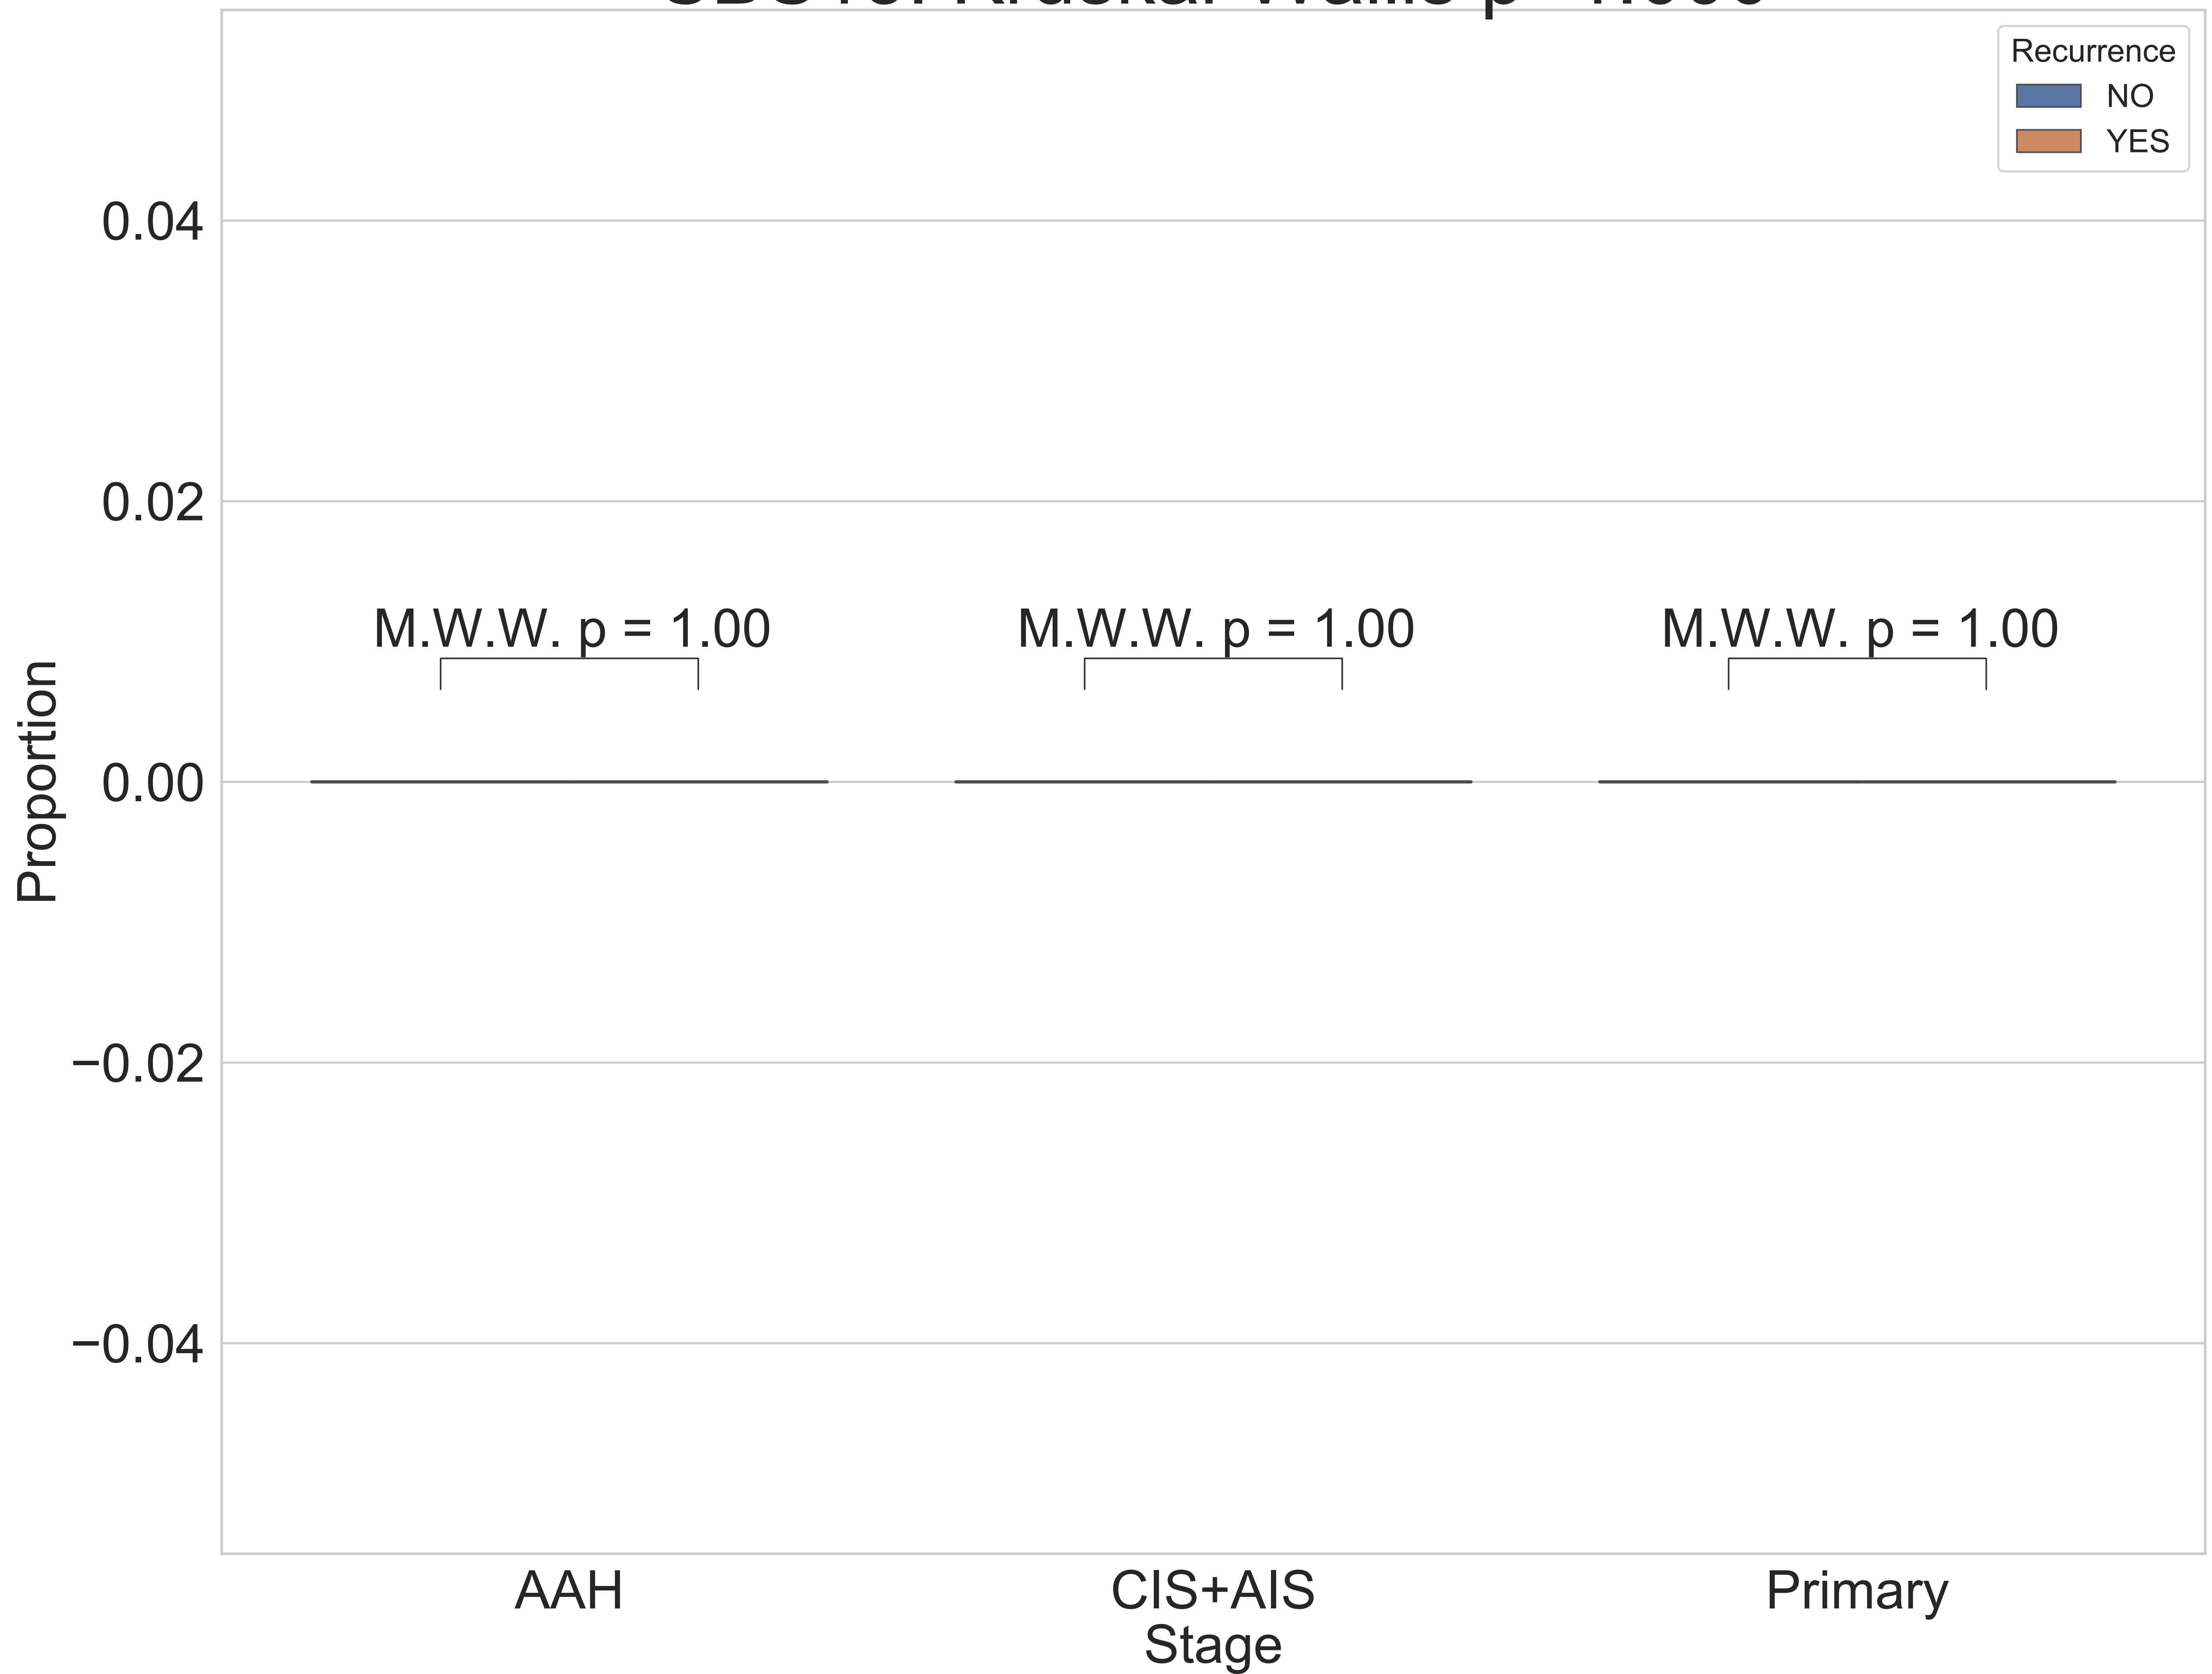 Recurrence
NO
YES
0.04
0.02
M.W.W. p = 1.00 M.W.W. p = 1.00 M.W.W. p = 1.00
0.00
−0.02
−0.04
Proportion
AAH CIS+AIS Primary
Stage